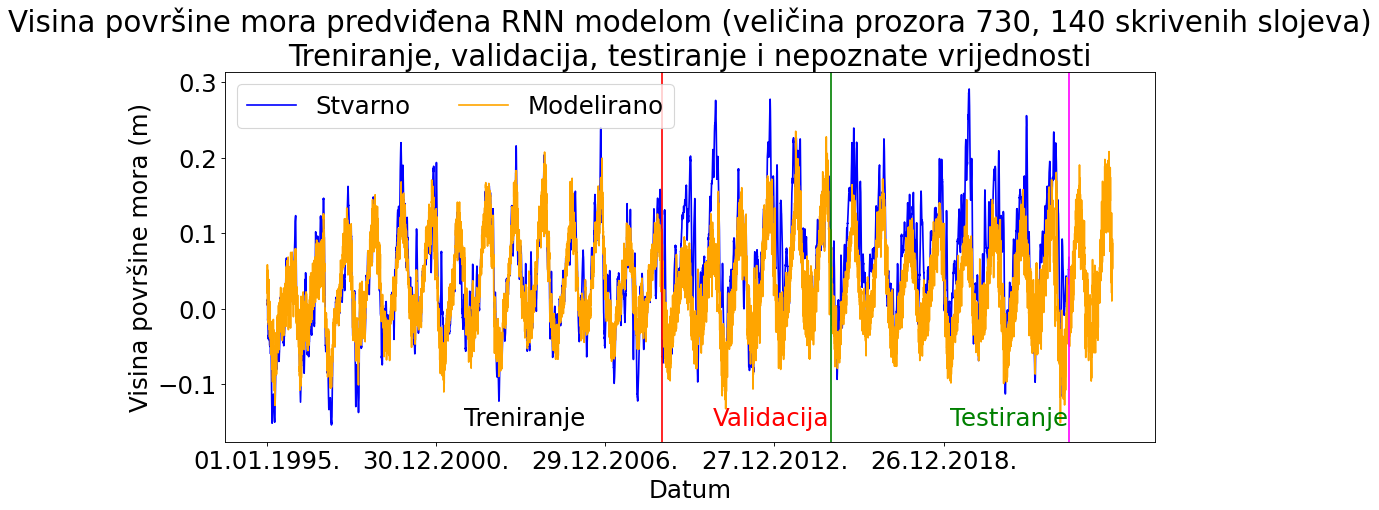 Visina površine mora predviđena RNN modelom (veličina prozora 730, 140 skrivenih slojeva)
Treniranje, validacija, testiranje i nepoznate vrijednosti
Stvarno Modelirano
Visina površine mora (m)
0.3
0.2
0.1
0.0
−0.1
Treniranje Validacija Testiranje
01.01.1995. 30.12.2000. 29.12.2006. 27.12.2012. 26.12.2018.
Datum